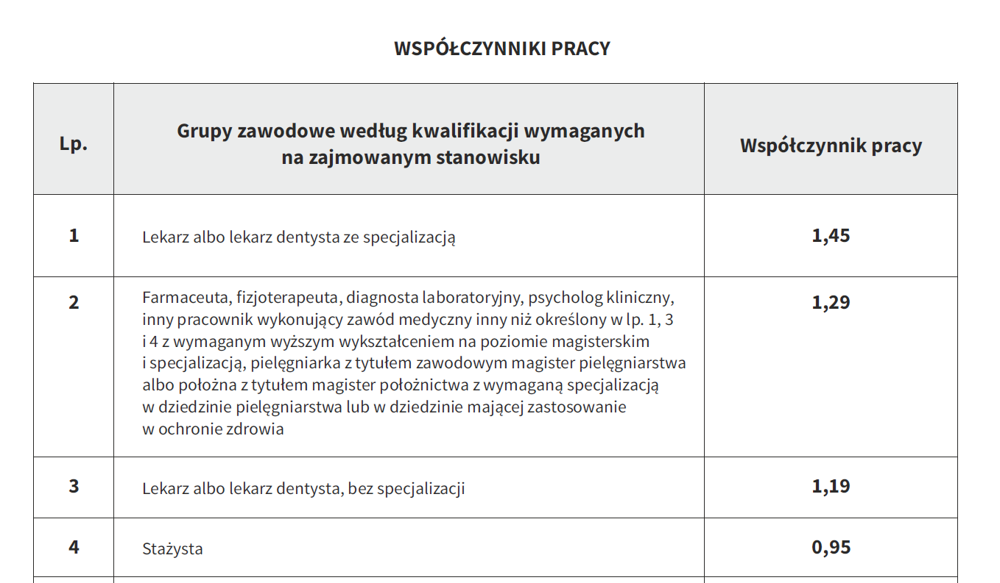 WSPÓŁCZYNNIKI PRACY
Lp.
Grupy zawodowe według kwalifikacji wymaganych
na zajmowanym stanowisku
Współczynnik pracy
1
Lekarz albo lekarz dentysta ze specjalizacją
1,45
2
Farmaceuta, fizjoterapeuta, diagnosta laboratoryjny, psycholog kliniczny,
inny pracownik wykonujący zawód medyczny inny niż określony w lp. 1, 3
i 4 z wymaganym wyższym wykształceniem na poziomie magisterskim
i specjalizacją, pielęgniarka z tytułem zawodowym magister pielęgniarstwa
albo położna z tytułem magister położnictwa z wymaganą specjalizacją
w dziedzinie pielęgniarstwa lub w dziedzinie mającej zastosowanie
w ochronie zdrowia
1,29
3
Lekarz albo lekarz dentysta, bez specjalizacji
1,19
4
Stażysta
0,95